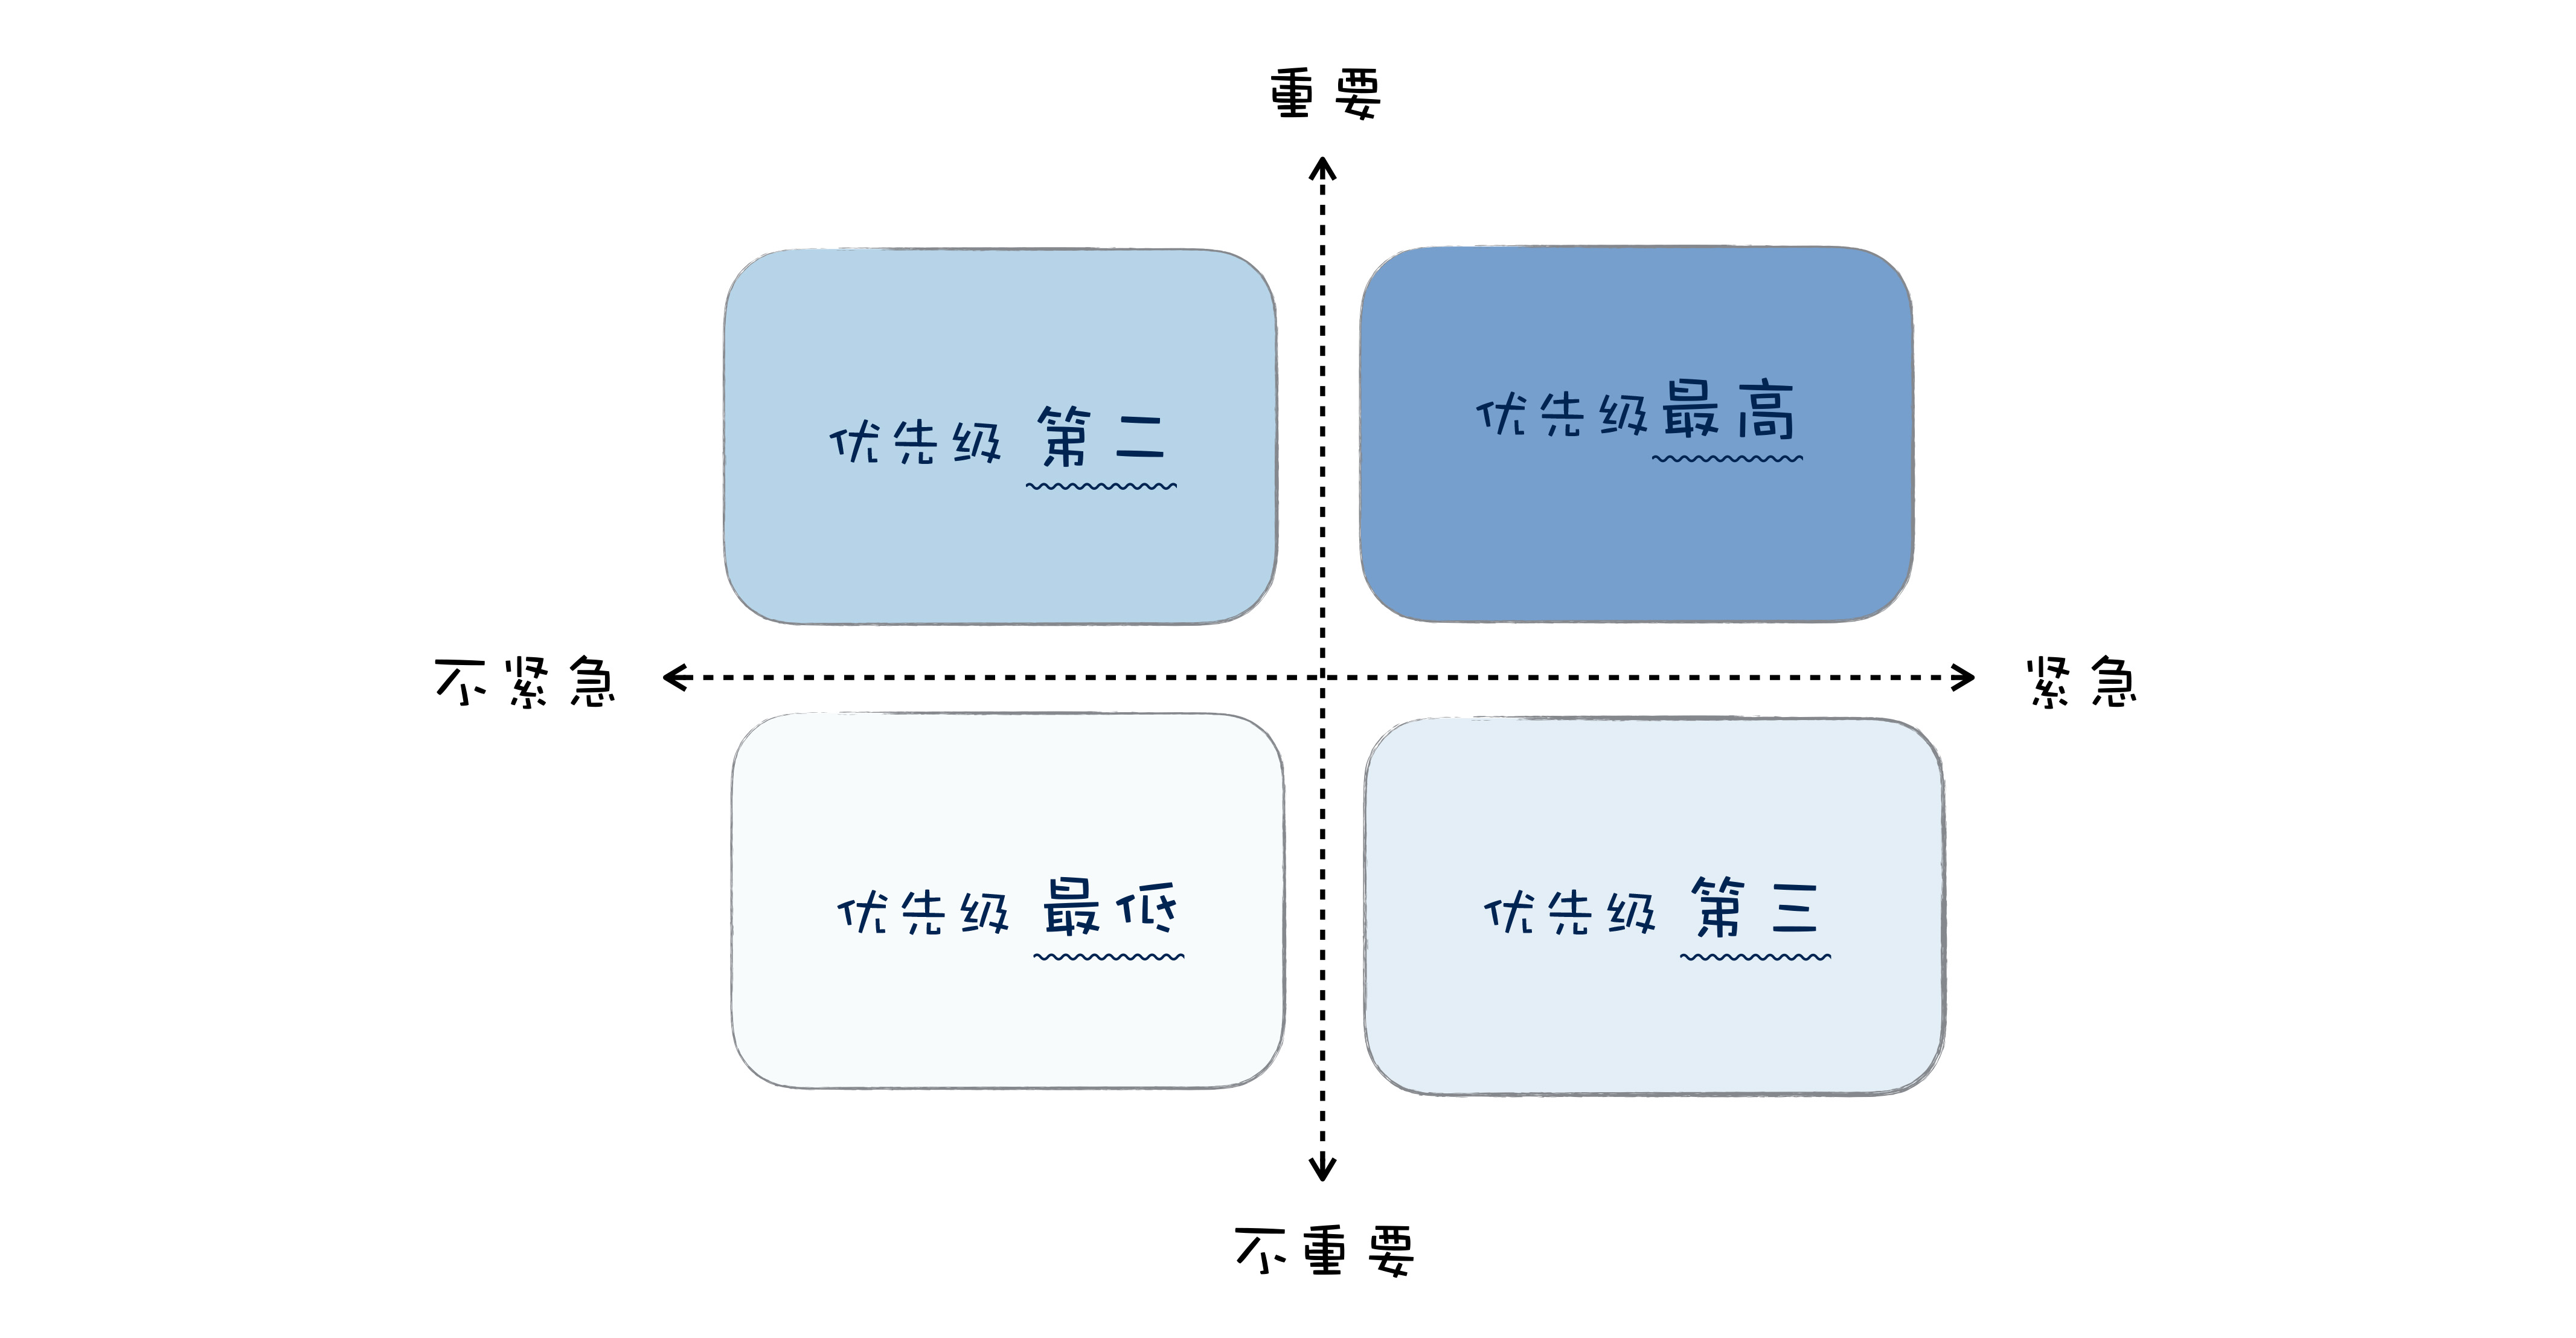 重要
优先级 第二
优先级最高
不紧急
紧急
优先级 最低
优先级 第三
不重要